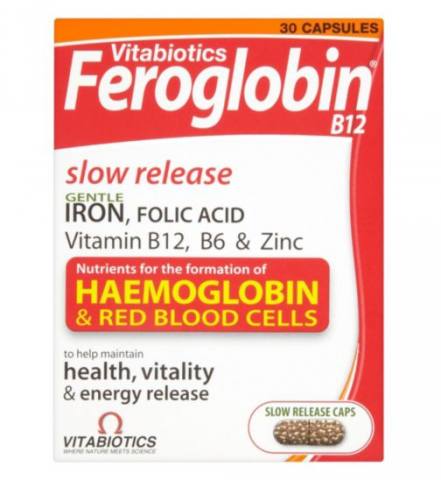 30 CAPSULES
Vitabiotics
Feroglobin®
B12
slow release
GENTLE
IRON, FOLIC ACID
Vitamin B12, B6 & Zinc
Nutrients for the formation of
HAEMOGLOBIN
& RED BLOOD CELLS
to help maintain
health, vitality
& energy release
SLOW RELEASE CAPS
VITABIOTICS
WHERE NATURE MEETS SCIENCE